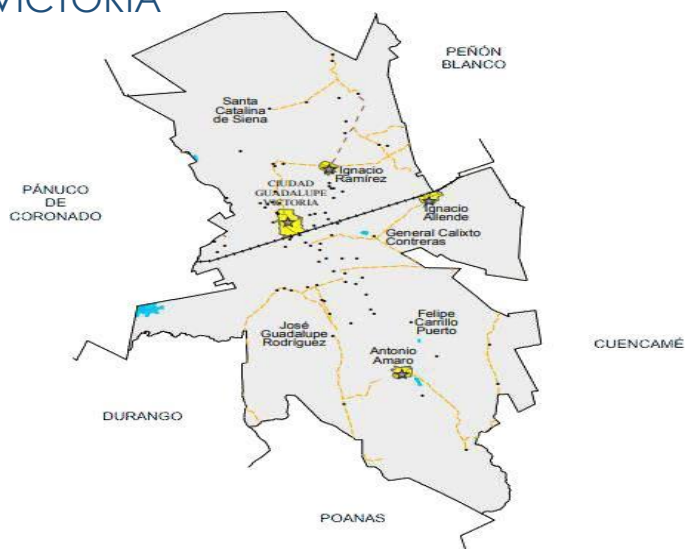 VICTORIA
PEÑÓN
BLANCO
Santa
Catalina
de Siena
Ignacio
Ramírez
CIUDAD
GUADALUPE
VICTORIA
PÁNUCO
DE
CORONADO
Ignacio
Allende
General Calixto
Contreras
José
Guadalupe
Rodríguez
Felipe
Carrillo
Puerto
Antonio
Amaro
CUENCAMÉ
DURANGO
POANAS